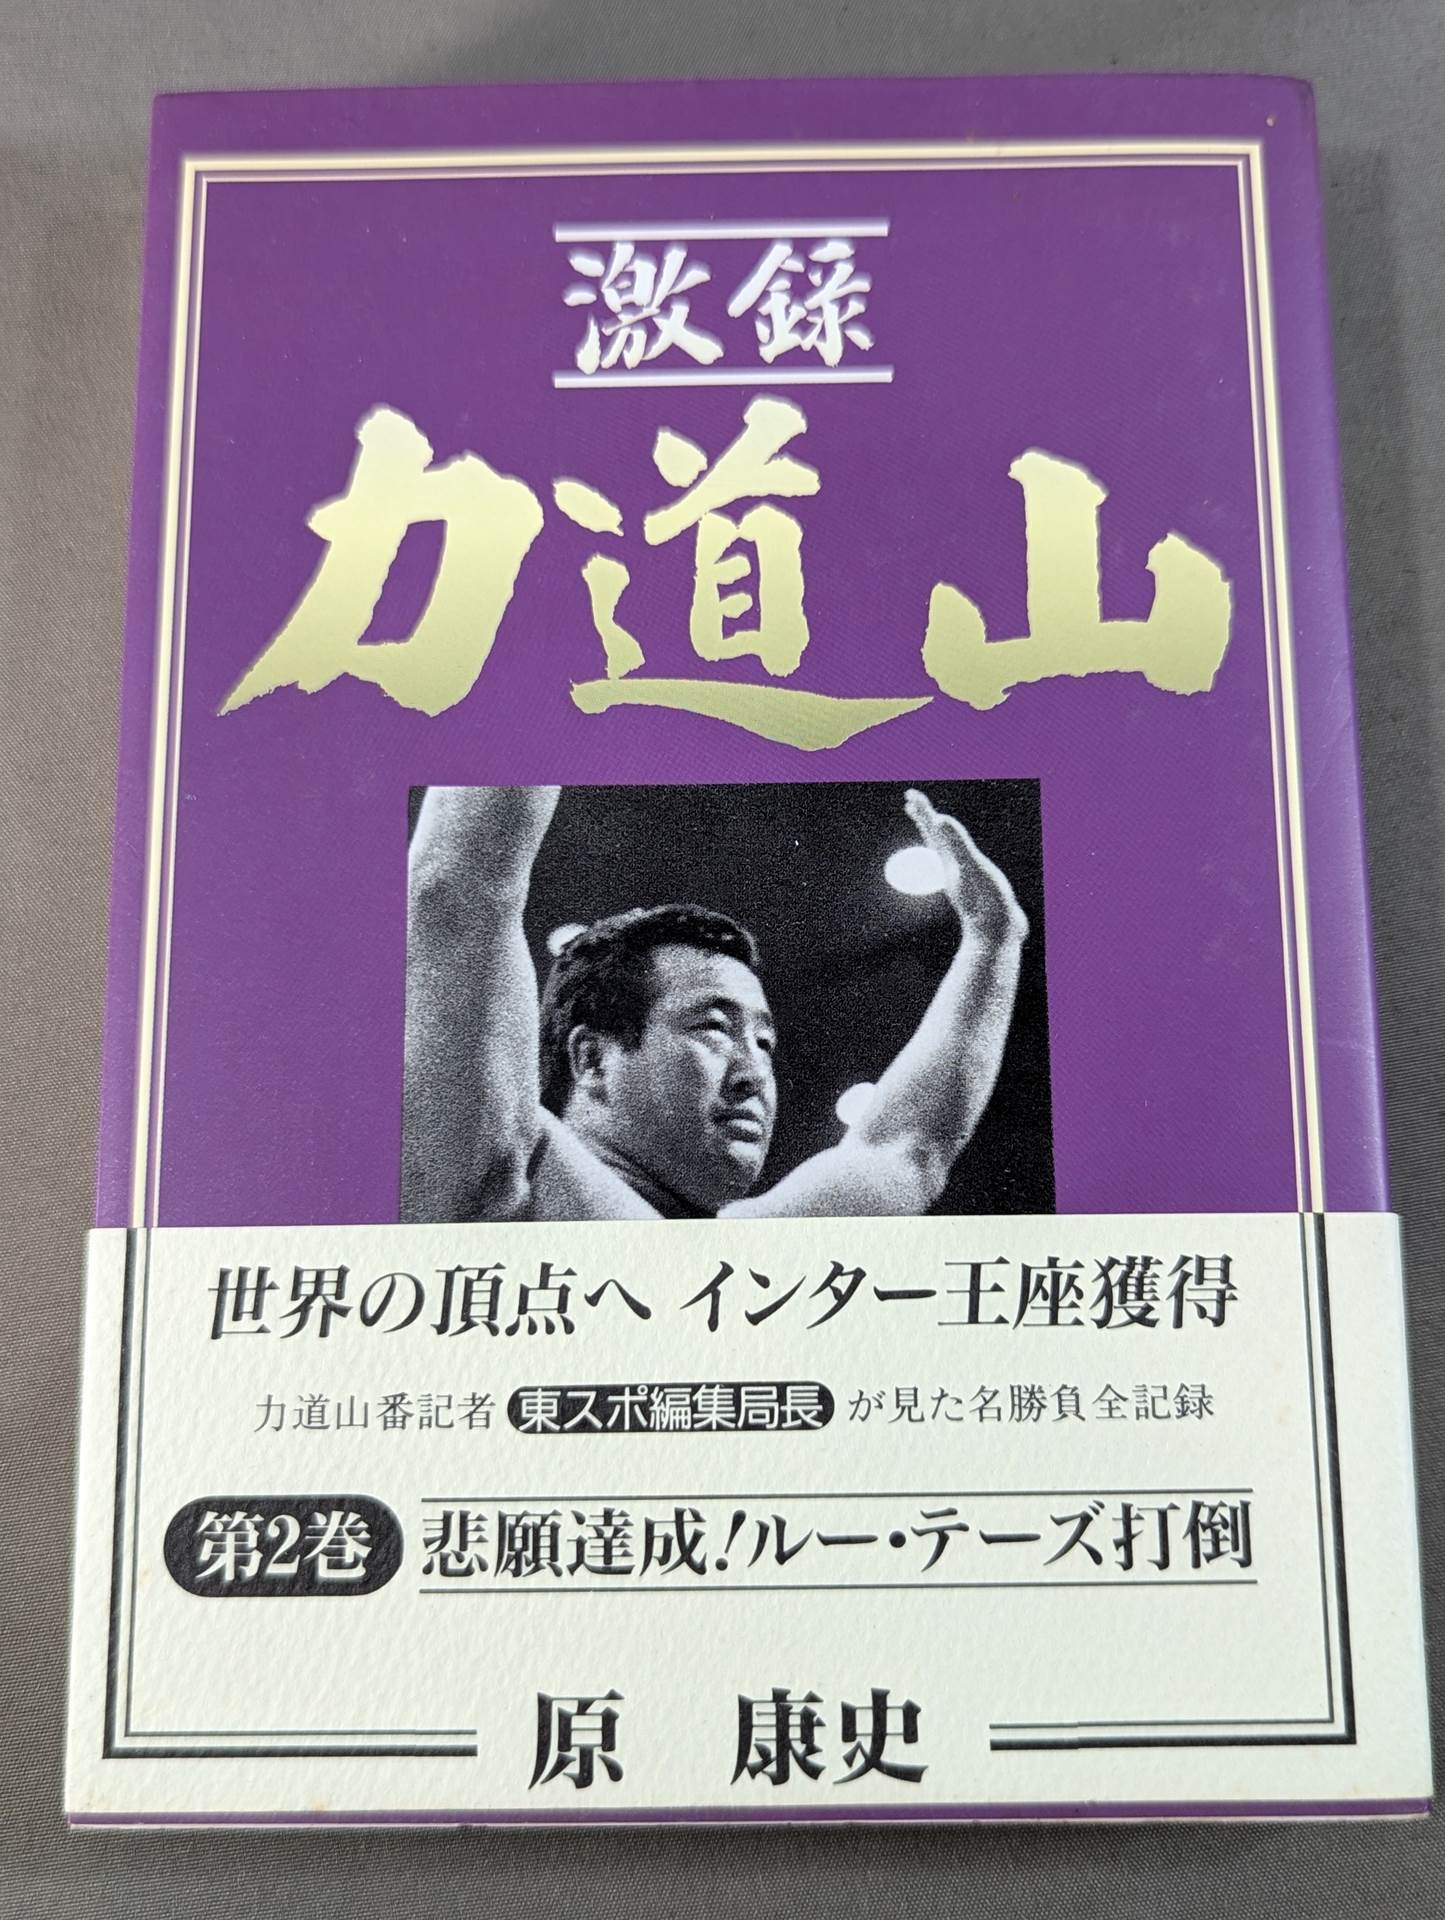 激録
力道山
世界の頂点へ インター王座獲得
力道山番記者 東スポ編集局長 が見た名勝負全記録
第2巻 悲願達成!ルー・テーズ打倒
原 康史